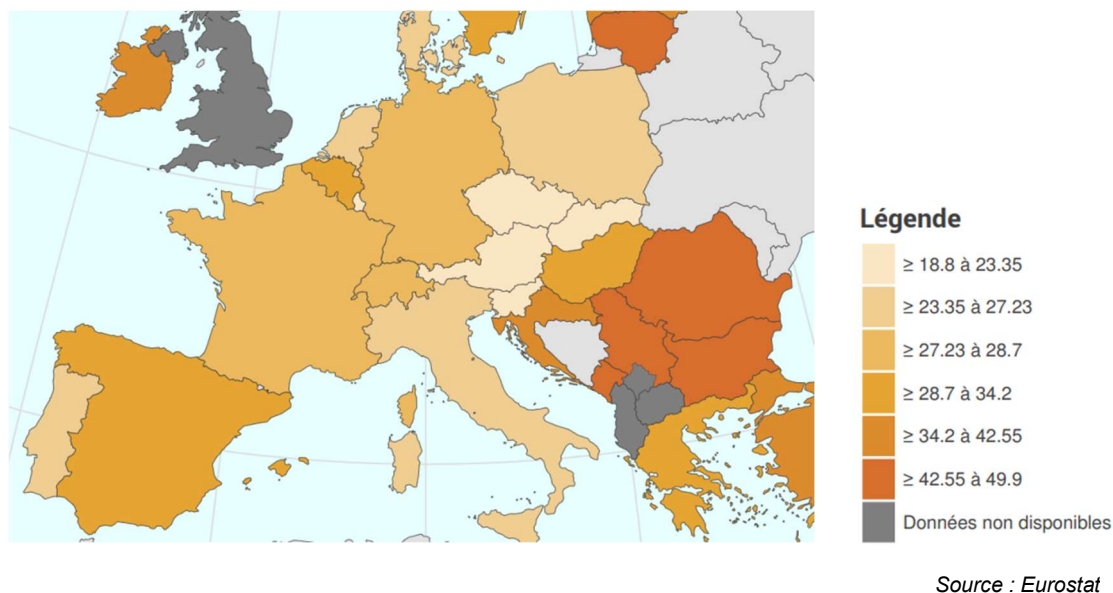 Légende
≥ 18.8 à 23.35
≥ 23.35 à 27.23
≥ 27.23 à 28.7
≥ 28.7 à 34.2
≥ 34.2 à 42.55
≥ 42.55 à 49.9
Données non disponibles
Source : Eurostat